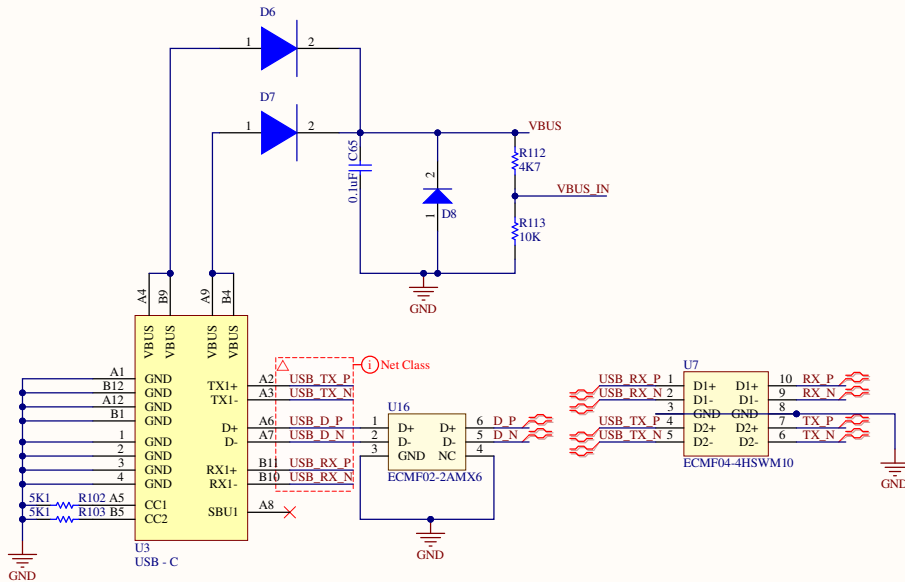 D6
1 2
D7
1 2
VBUS
C65
0.1uF
R112
4K7
2
VBUS_IN
1
D8
R113
10K
GND
A4 B9 A9 B4
VBUS VBUS VBUS VBUS
A1 GND
B12 GND
A12 GND
B1 GND
1 GND
2 GND
3 GND
4 GND
5K1 R102 A5 CC1
5K1 R103 B5 CC2
TX1+ A2 USB_TX_P
TX1- A3 USB_TX_N
D+ A6 USB_D_P
D- A7 USB_D_N
RX1+ B11 USB_RX_P
RX1- B10 USB_RX_N
SBU1 A8
U3
USB - C
GND
i Net Class
U16
1 D+ D+ 6 D_P
2 D- D- 5 D_N
3 GND NC 4
ECMF02-2AMX6
GND
U7
USB_RX_P 1 D1+ D1+ 10 RX_P
USB_RX_N 2 D1- D1- 9 RX_N
3 GND GND 8
USB_TX_P 4 D2+ D2+ 7 TX_P
USB_TX_N 5 D2- D2- 6 TX_N
ECMF04-4HSWM10
GND